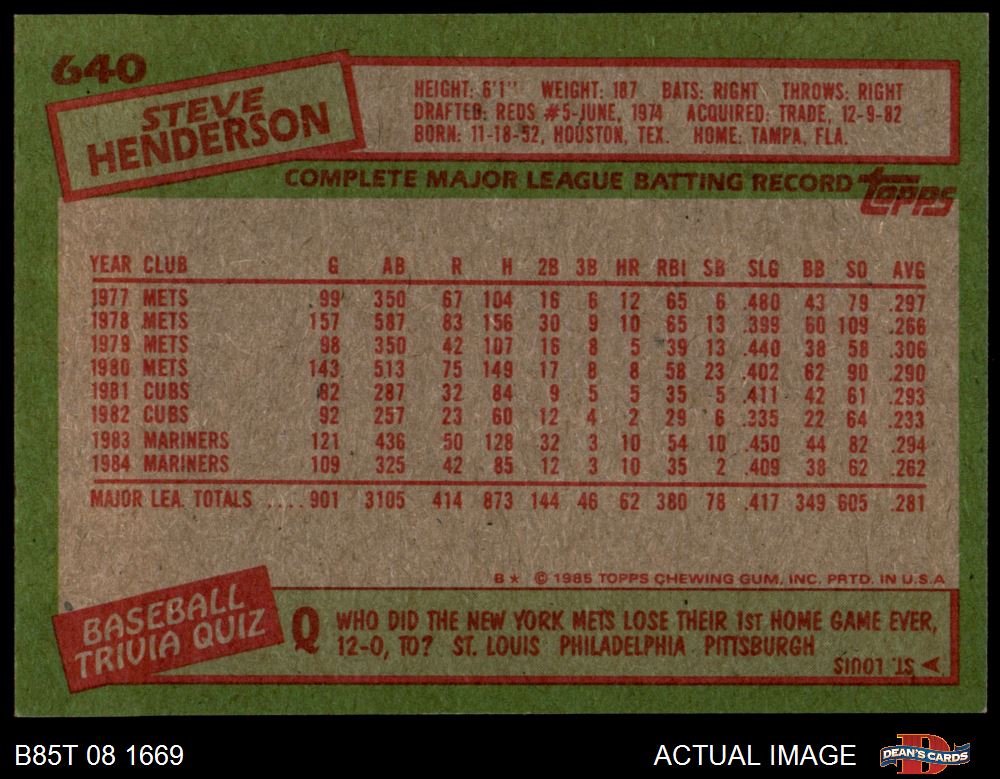 640
STEVE
HENDERSON
HEIGHT: 6'1" WEIGHT: 187 BATS: RIGHT THROWS: RIGHT
DRAFTED: REDS #5-JUNE, 1974 ACQUIRED: TRADE, 12-9-82
BORN: 11-18-52, HOUSTON, TEX. HOME: TAMPA, FLA.
COMPLETE MAJOR LEAGUE BATTING RECORD
Topps
YEAR CLUB G AB R H 2B 3B HR RBI SB SLG BB SO AVG
1977 METS 99 350 67 104 16 6 12 65 6 .480 43 79 .297
1978 METS 157 587 83 156 30 9 10 65 13 .399 60 109 .266
1979 METS 98 350 42 107 16 8 5 39 13 .440 38 58 .306
1980 METS 143 513 75 149 17 8 8 58 23 .402 62 90 .290
1981 CUBS 82 287 32 84 9 5 5 35 5 .411 42 61 .293
1982 CUBS 92 257 23 60 12 4 2 29 6 .335 22 64 .233
1983 MARINERS 121 436 50 128 32 3 10 54 10 .450 44 82 .294
1984 MARINERS 109 325 42 85 12 3 10 35 2 .409 38 62 .262
MAJOR LEA. TOTALS ....901 3105 414 873 144 46 62 380 78 .417 349 605 .281
B★ © 1985 TOPPS CHEWING GUM, INC. PRTD. IN U.S.A
BASEBALL
TRIVIA QUIZ
Q WHO DID THE NEW YORK METS LOSE THEIR 1ST HOME GAME EVER,
12-0, TO? ST. LOUIS PHILADELPHIA PITTSBURGH
A ST. LOUIS
B85T 08 1669
ACTUAL IMAGE
D
DEAN'S CARDS